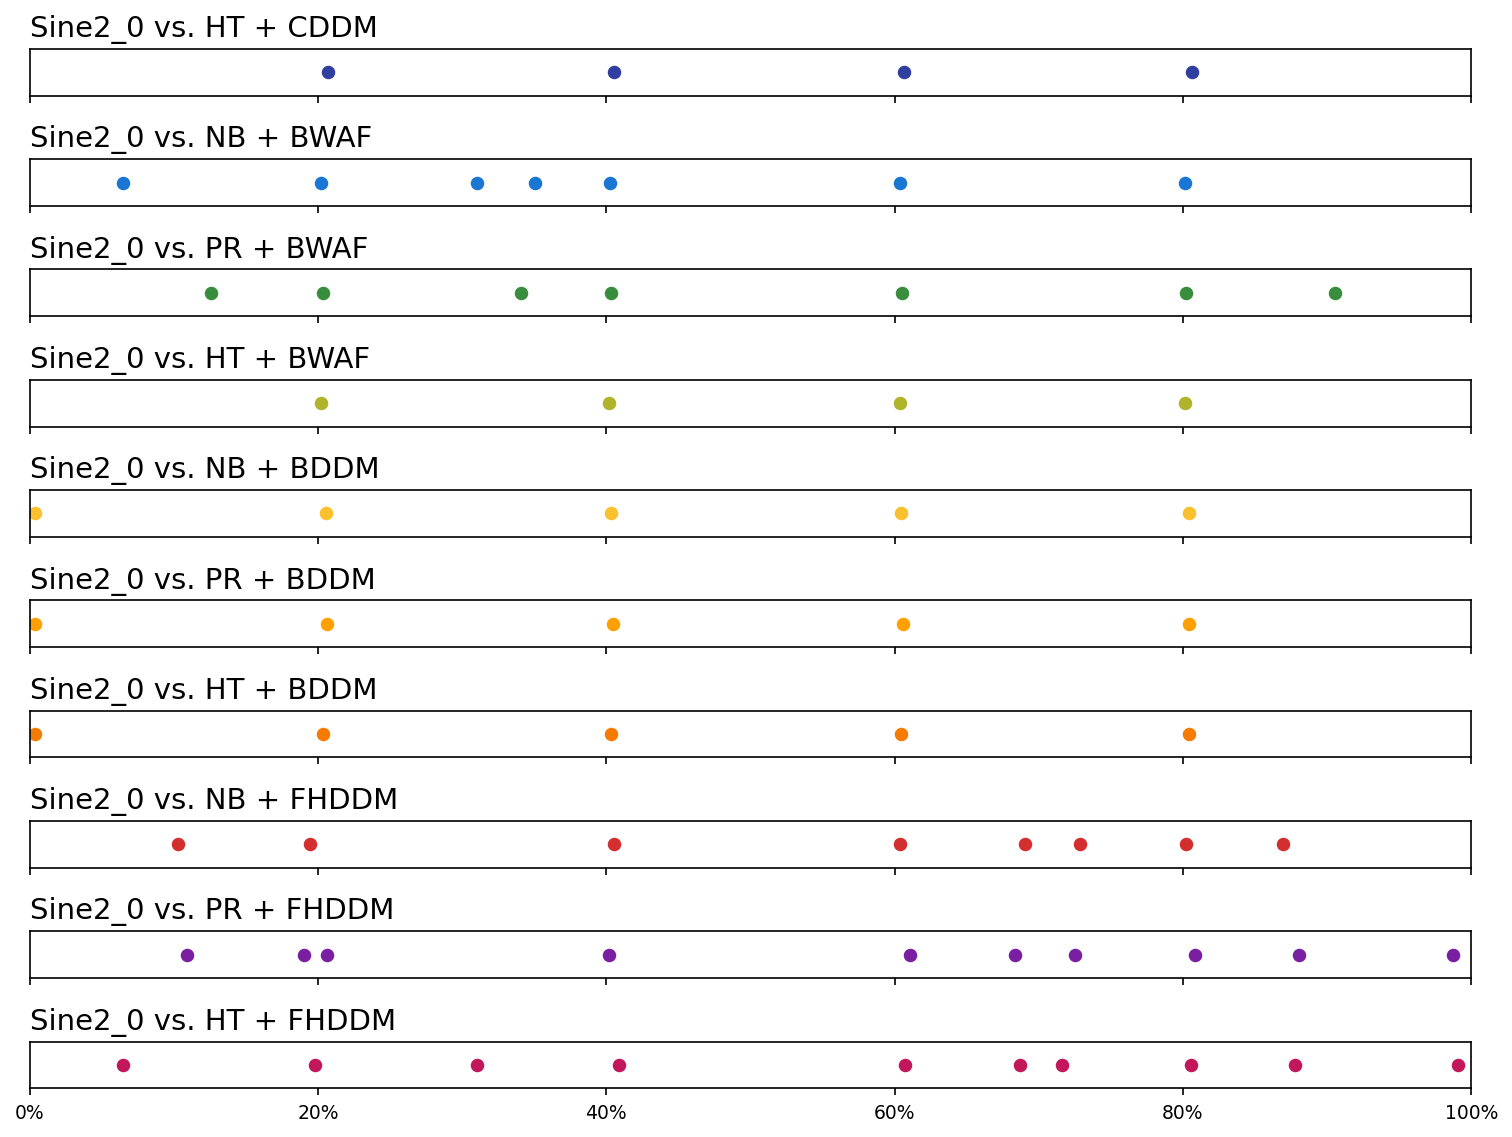 Sine2_0 vs. HT + CDDM
Sine2_0 vs. NB + BWAF
Sine2_0 vs. PR + BWAF
Sine2_0 vs. HT + BWAF
Sine2_0 vs. NB + BDDM
Sine2_0 vs. PR + BDDM
Sine2_0 vs. HT + BDDM
Sine2_0 vs. NB + FHDDM
Sine2_0 vs. PR + FHDDM
Sine2_0 vs. HT + FHDDM
0% 20% 40% 60% 80% 100%